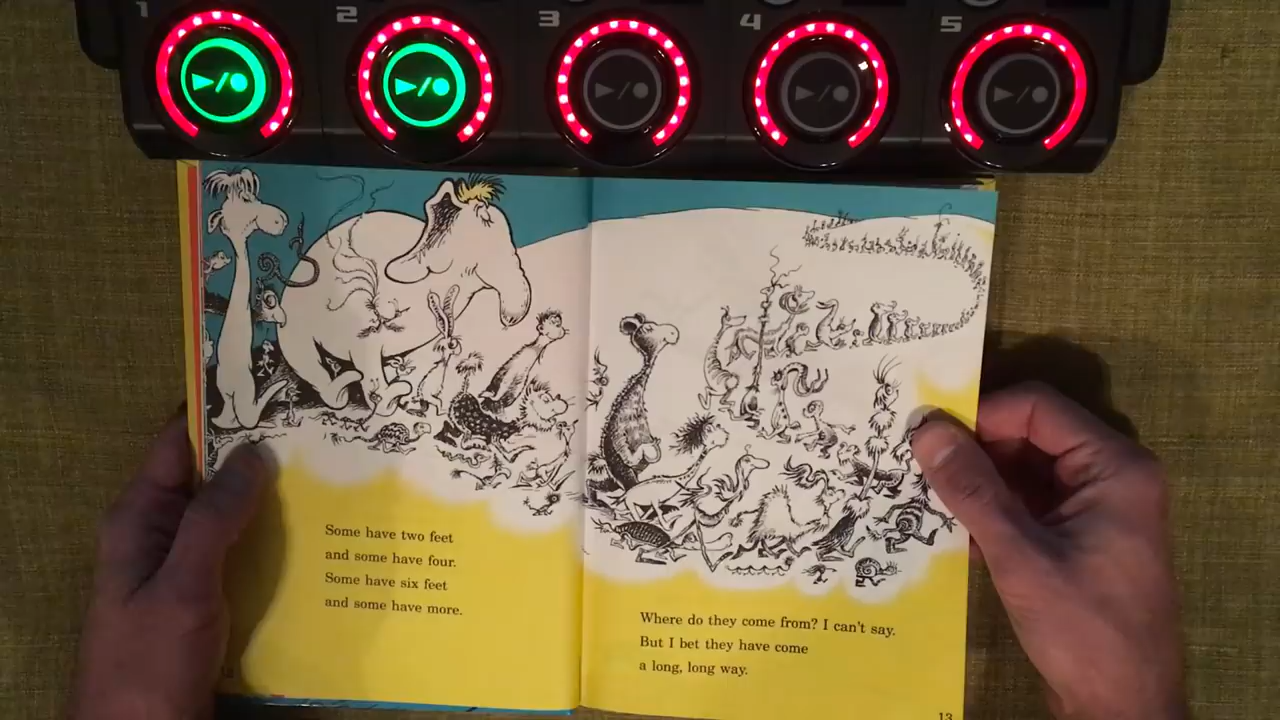 1 2 3 4 5
Some have two feet
and some have four.
Some have six feet
and some have more.
Where do they come from? I can't say.
But I bet they have come
a long, long way.
13